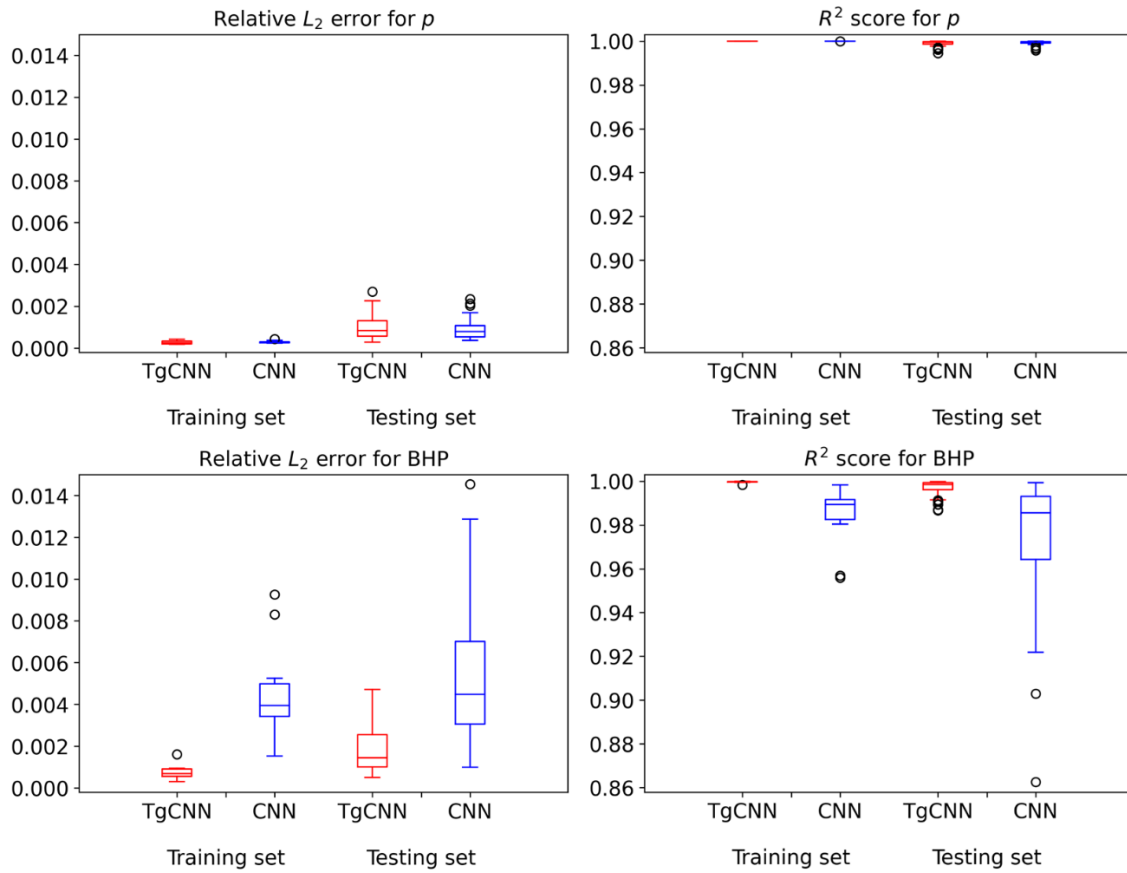 Relative L₂ error for p
0.014
0.012
0.010
0.008
0.006
0.004
0.002
0.000
TgCNN CNN TgCNN CNN
Training set Testing set
R² score for p
1.00
0.98
0.96
0.94
0.92
0.90
0.88
0.86
TgCNN CNN TgCNN CNN
Training set Testing set
Relative L₂ error for BHP
0.014
0.012
0.010
0.008
0.006
0.004
0.002
0.000
TgCNN CNN TgCNN CNN
Training set Testing set
R² score for BHP
1.00
0.98
0.96
0.94
0.92
0.90
0.88
0.86
TgCNN CNN TgCNN CNN
Training set Testing set